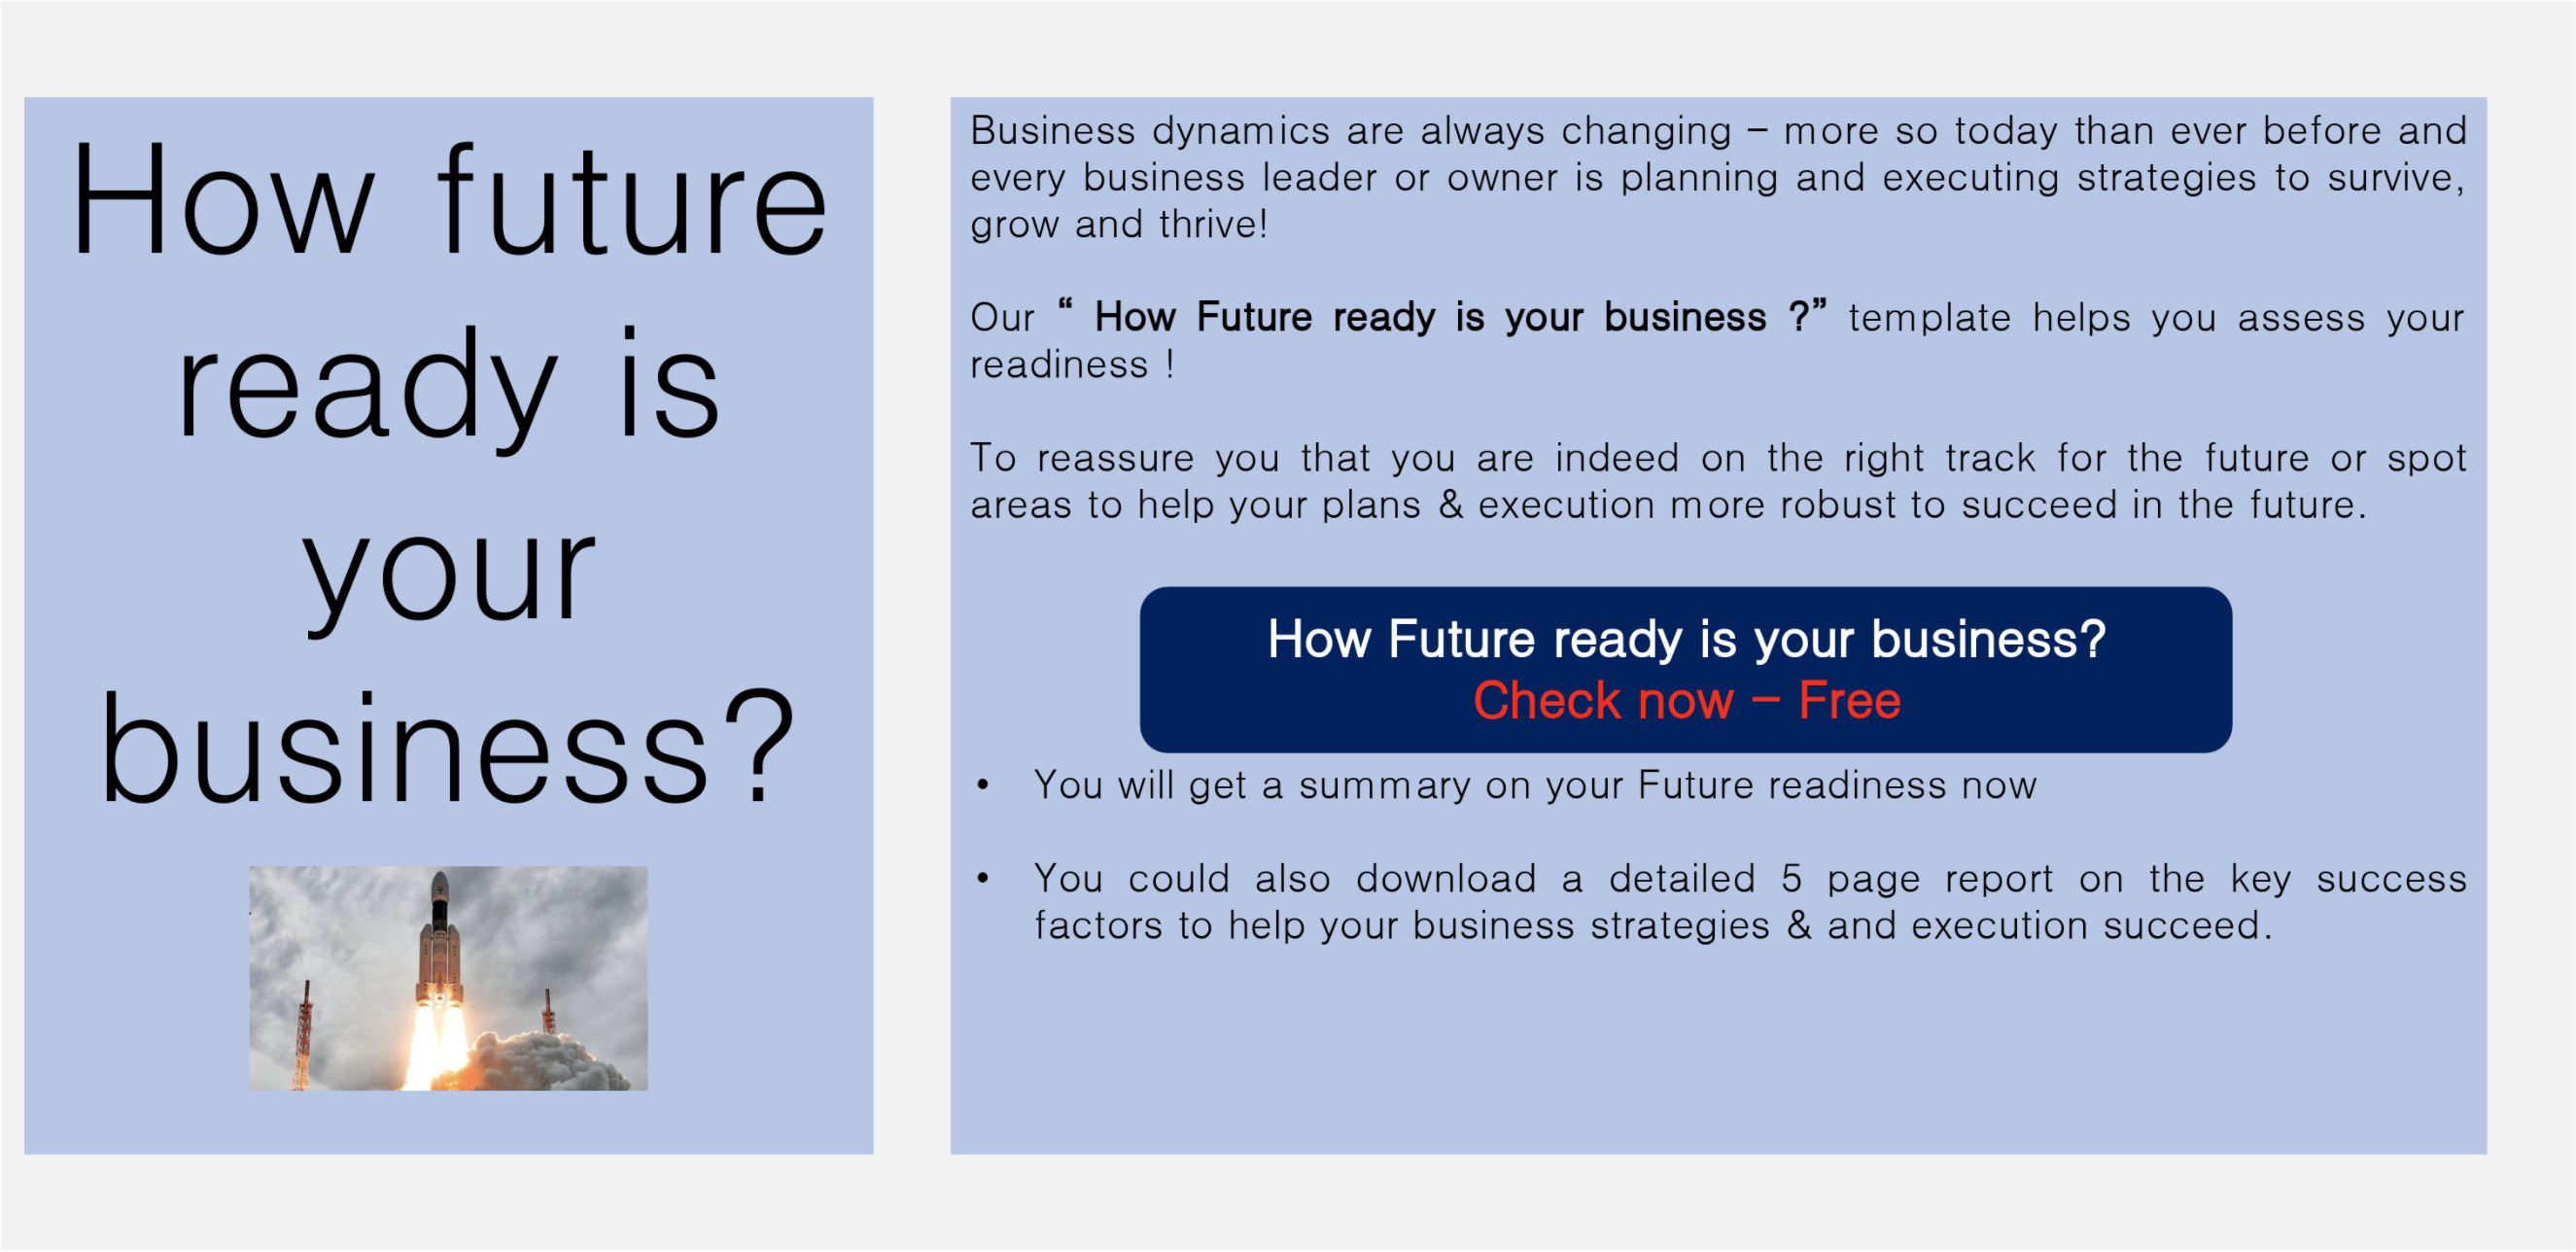 How future
ready is
your
business?
Business dynamics are always changing – more so today than ever before and
every business leader or owner is planning and executing strategies to survive,
grow and thrive!
Our “ How Future ready is your business ?” template helps you assess your
readiness !
To reassure you that you are indeed on the right track for the future or spot
areas to help your plans & execution more robust to succeed in the future.
How Future ready is your business?
Check now – Free
• You will get a summary on your Future readiness now
• You could also download a detailed 5 page report on the key success
factors to help your business strategies & and execution succeed.